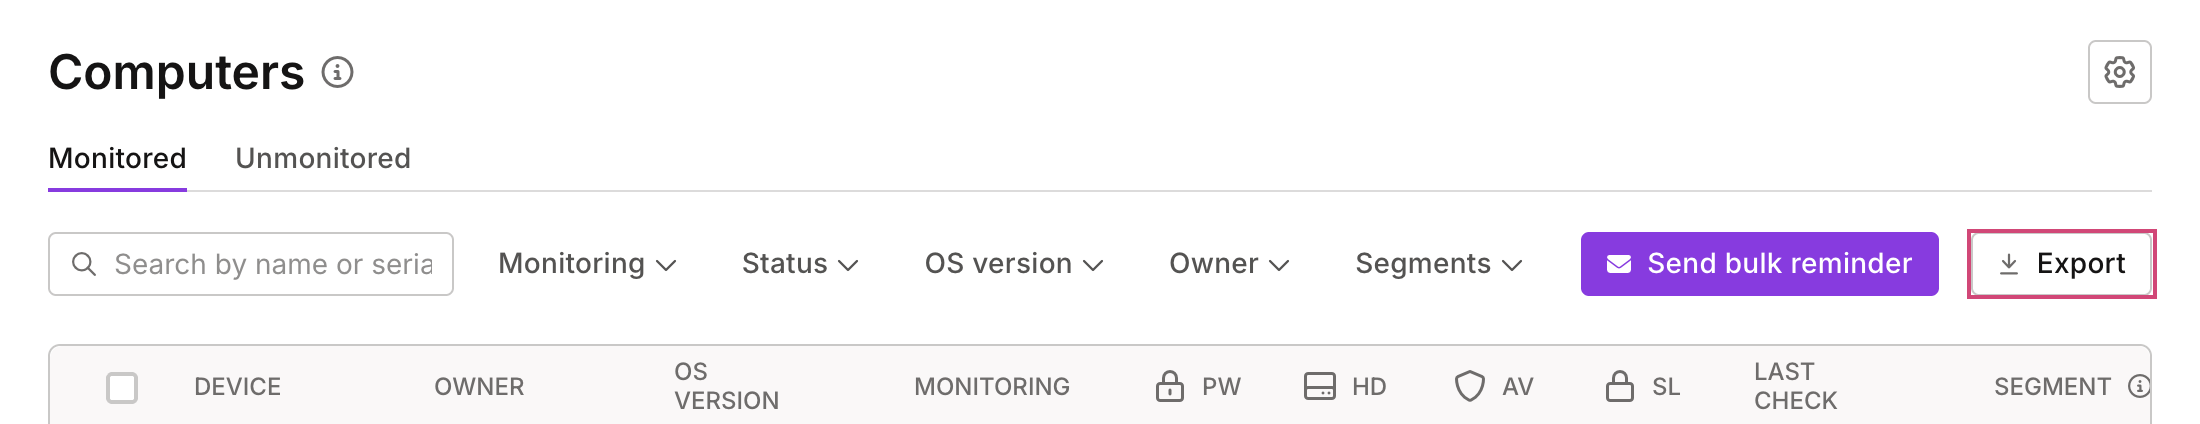 Computers
Monitored Unmonitored
Search by name or seria Monitoring Status OS version Owner Segments Send bulk reminder Export
DEVICE OWNER OS VERSION MONITORING PW HD AV SL LAST CHECK SEGMENT